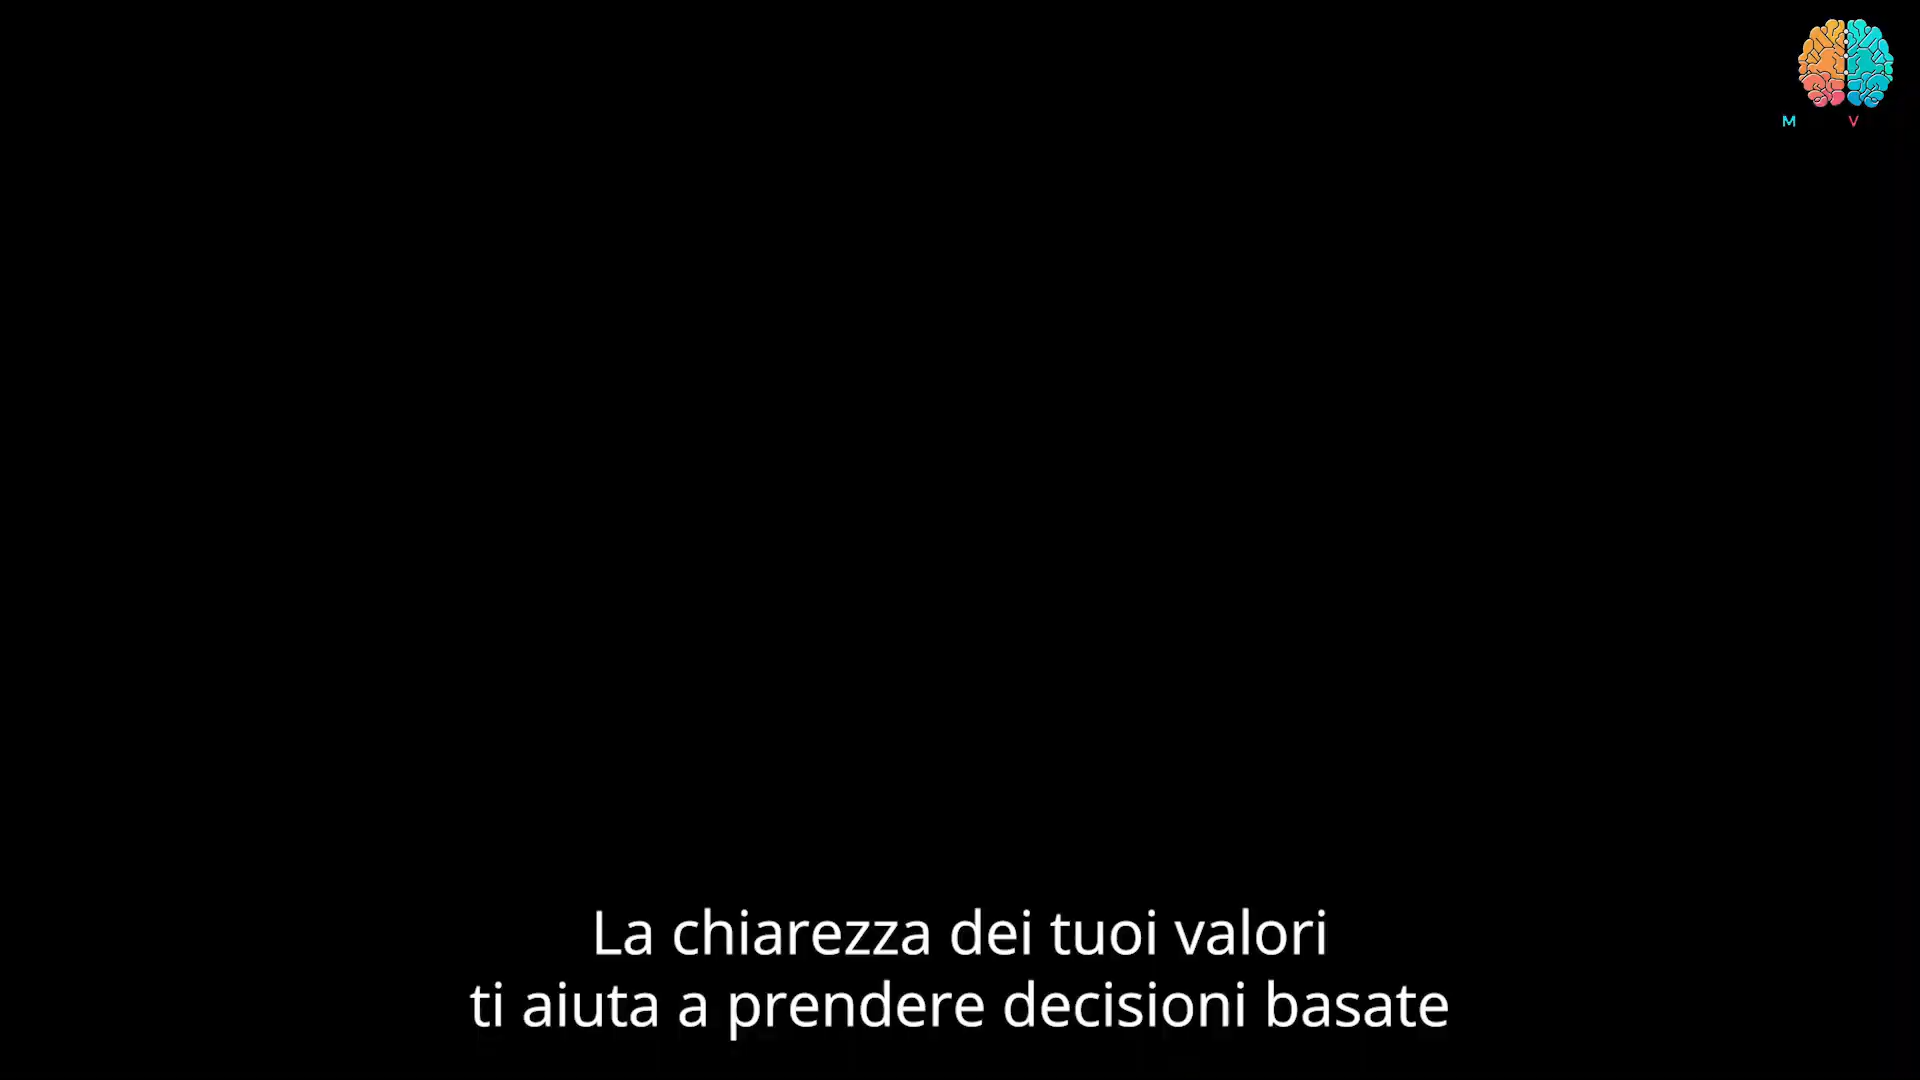 M V
La chiarezza dei tuoi valori
ti aiuta a prendere decisioni basate